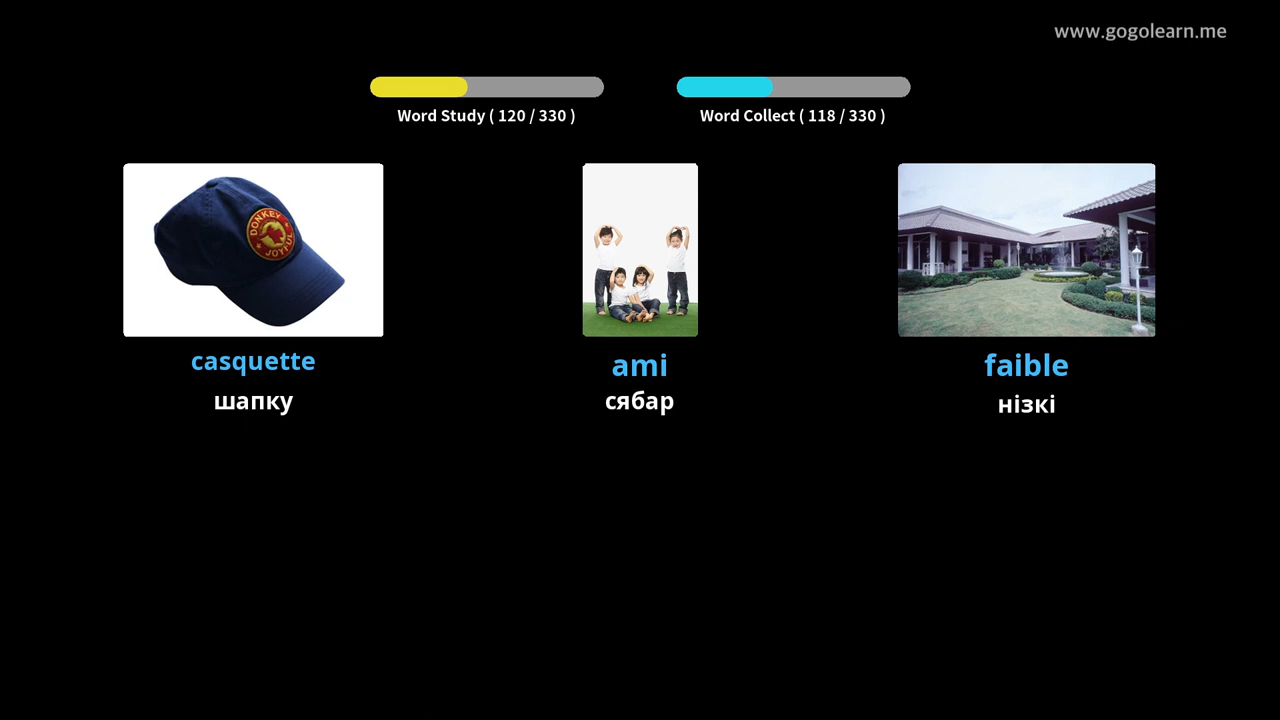 www.gogolearn.me
Word Study ( 120 / 330 )
Word Collect ( 118 / 330 )
DONKEY
JOYFUL
casquette
ami
faible
шапку
сябар
нізкі